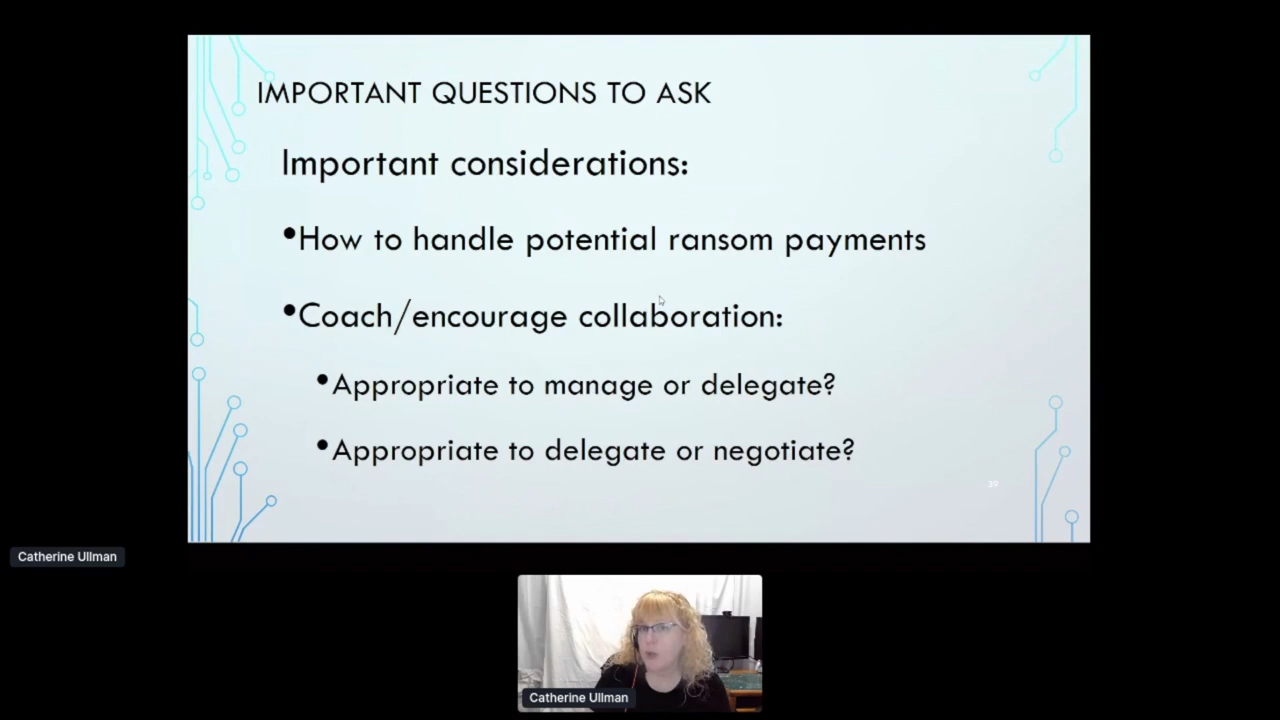 IMPORTANT QUESTIONS TO ASK
Important considerations:
•How to handle potential ransom payments
•Coach/encourage collaboration:
•Appropriate to manage or delegate?
•Appropriate to delegate or negotiate?
39
Catherine Ullman
Catherine Ullman